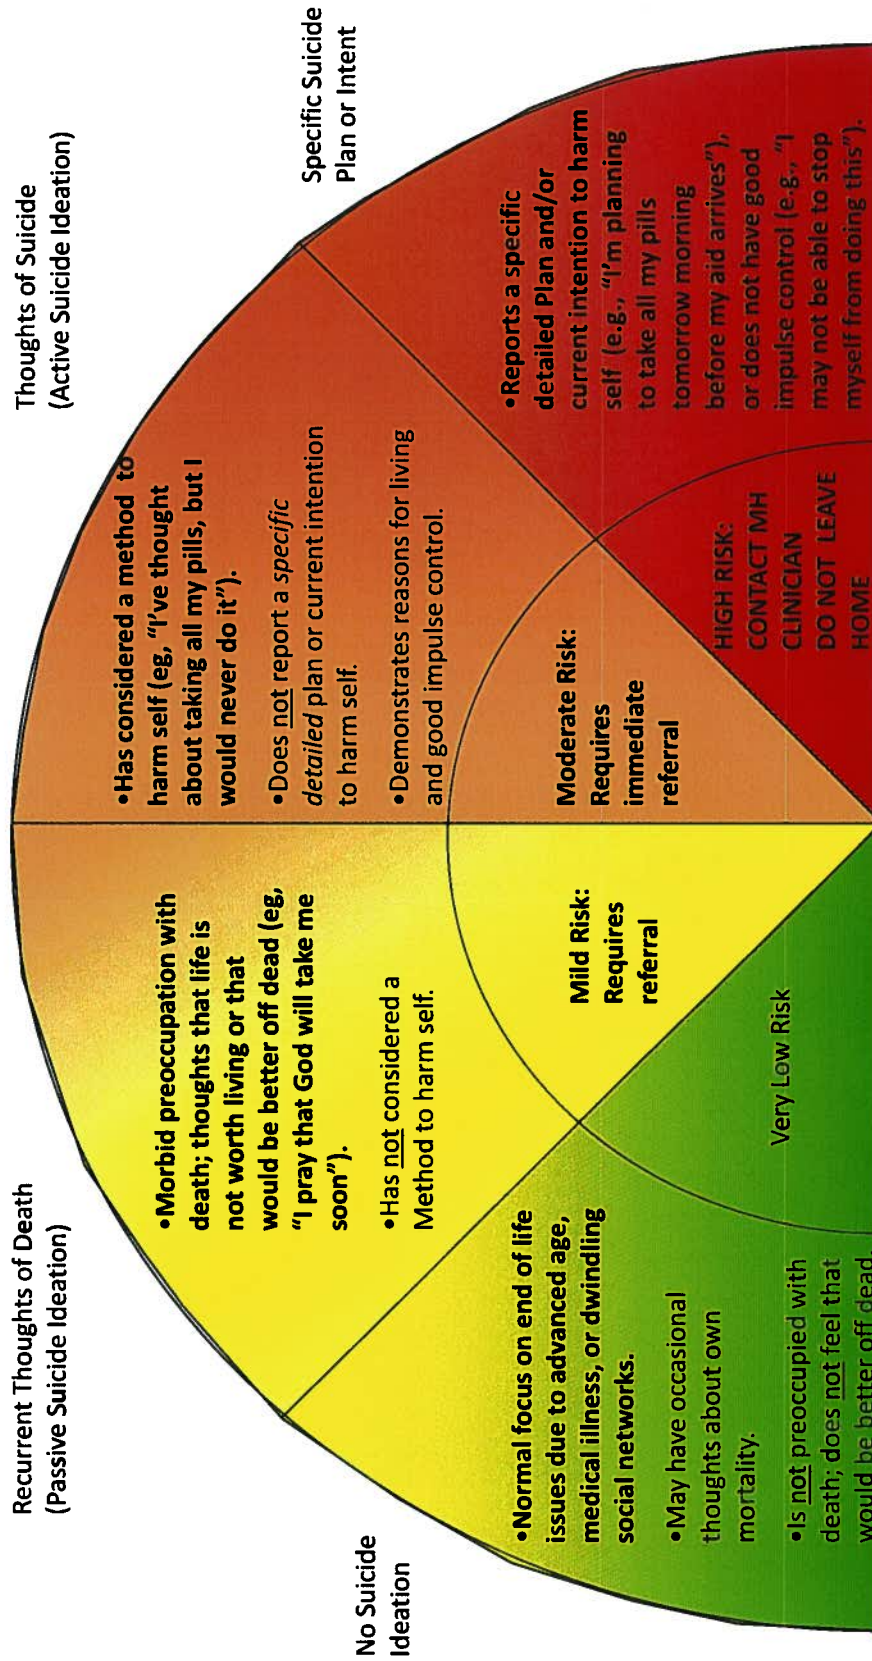 No Suicide
Ideation
•Normal focus on end of life
issues due to advanced age,
medical illness, or dwindling
social networks.
•May have occasional
thoughts about own
mortality.
•Is not preoccupied with
death; does not feel that
would be better off dead.
Very Low Risk
Recurrent Thoughts of Death
(Passive Suicide Ideation)
•Morbid preoccupation with
death; thoughts that life is
not worth living or that
would be better off dead (eg,
“I pray that God will take me
soon”).
•Has not considered a
Method to harm self.
Mild Risk:
Requires
referral
Thoughts of Suicide
(Active Suicide Ideation)
•Has considered a method to
harm self (eg, “I’ve thought
about taking all my pills, but I
would never do it”).
•Does not report a specific
detailed plan or current intention
to harm self.
•Demonstrates reasons for living
and good impulse control.
Moderate Risk:
Requires
immediate
referral
Specific Suicide
Plan or Intent
•Reports a specific
detailed Plan and/or
current intention to harm
self (e.g., “I’m planning
to take all my pills
tomorrow morning
before my aid arrives”),
or does not have good
impulse control (e.g., “I
may not be able to stop
myself from doing this”).
HIGH RISK:
CONTACT MH
CLINICIAN
DO NOT LEAVE
HOME